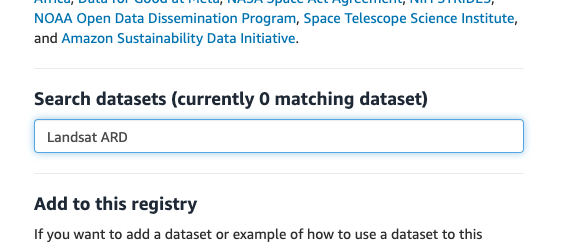 Africa, Data for Good at Meta, NASA Space Act Agreement, NIH STRIDES,
NOAA Open Data Dissemination Program, Space Telescope Science Institute,
and Amazon Sustainability Data Initiative.
Search datasets (currently 0 matching dataset)
Landsat ARD
Add to this registry
If you want to add a dataset or example of how to use a dataset to this